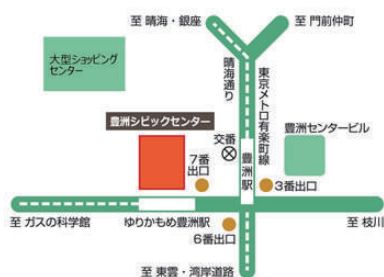 至 晴海・銀座
至 門前仲町
大型ショッピング
センター
晴海通り
東京メトロ有楽町線
豊洲シビックセンター
交番
豊洲センタービル
7番
出口
豊洲駅
3番出口
至 ガスの科学館
ゆりかもめ豊洲駅
至 枝川
6番出口
至 東雲・湾岸道路